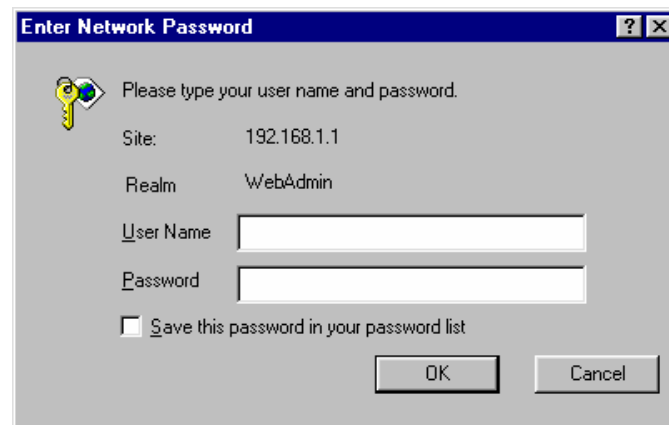 Enter Network Password
Please type your user name and password.
Site: 192.168.1.1
Realm WebAdmin
User Name
Password
Save this password in your password list
OK Cancel